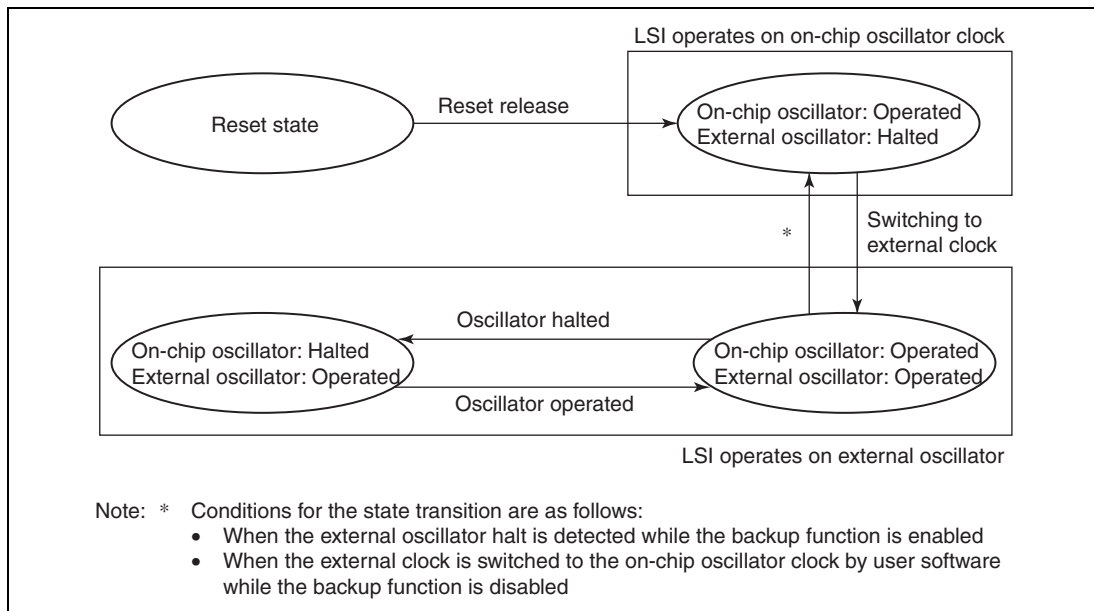 LSI operates on on-chip oscillator clock
Reset state
Reset release
On-chip oscillator: Operated
External oscillator: Halted
*
Switching to
external clock
Oscillator halted
On-chip oscillator: Halted
External oscillator: Operated
On-chip oscillator: Operated
External oscillator: Operated
Oscillator operated
LSI operates on external oscillator
Note: * Conditions for the state transition are as follows:
• When the external oscillator halt is detected while the backup function is enabled
• When the external clock is switched to the on-chip oscillator clock by user software
while the backup function is disabled